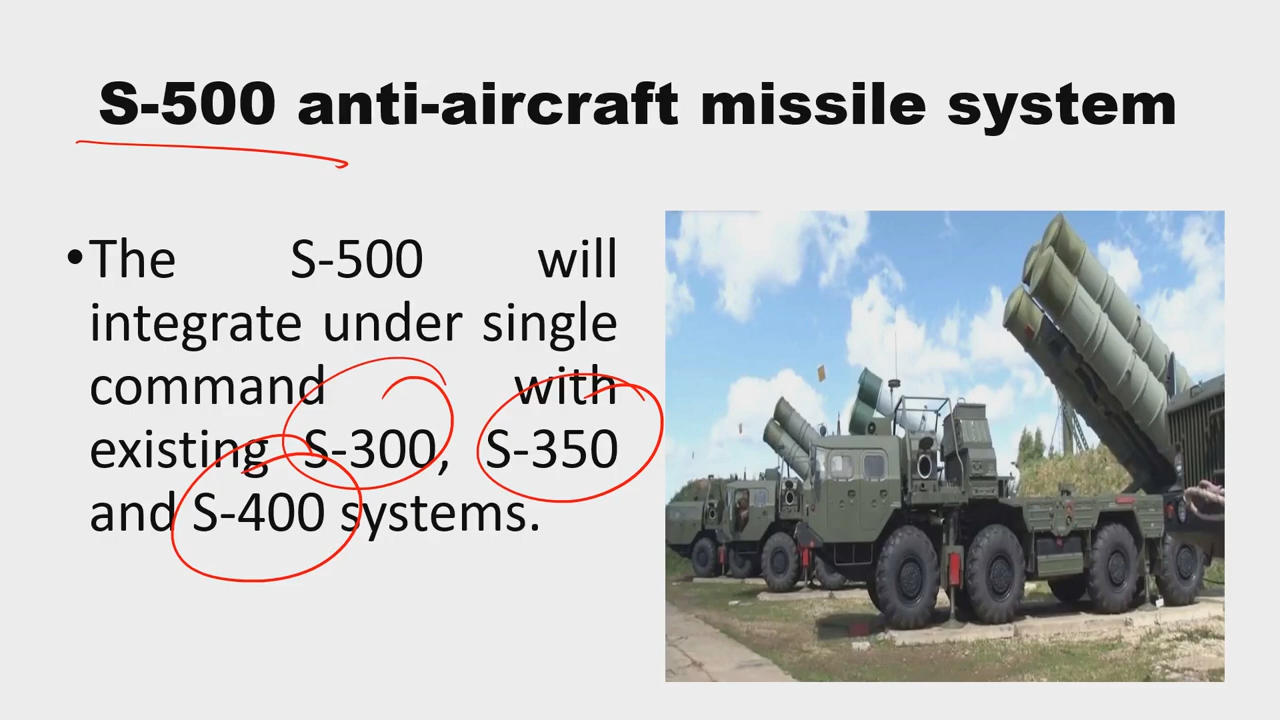 S-500 anti-aircraft missile system
•The S-500 will
integrate under single
command with
existing S-300, S-350
and S-400 systems.